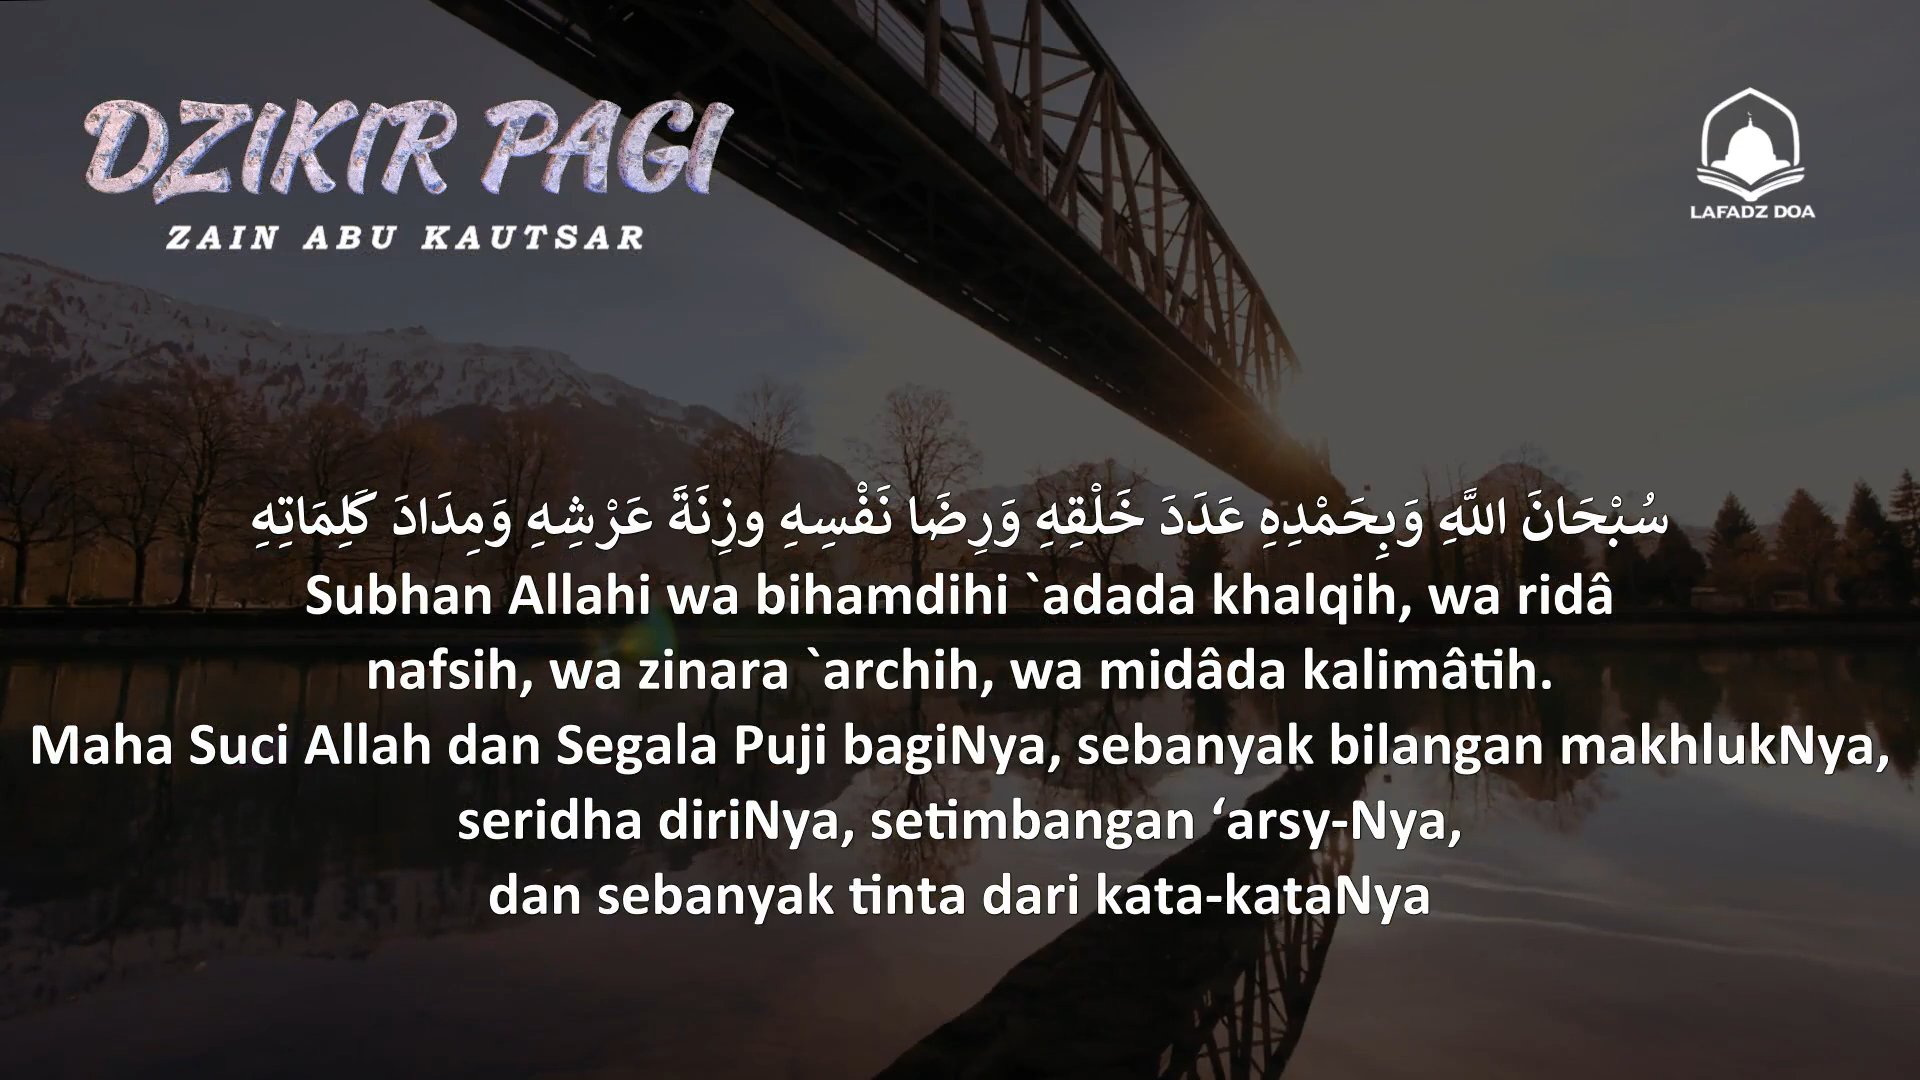 DZIKIR PAGI
ZAIN ABU KAUTSAR
LAFADZ DOA
سُبْحَانَ اللَّهِ وَبِحَمْدِهِ عَدَدَ خَلْقِهِ وَرِضَا نَفْسِهِ وزِنَةَ عَرْشِهِ وَمِدَادَ كَلِمَاتِهِ
Subhan Allahi wa bihamdihi `adada khalqih, wa ridâ
nafsih, wa zinara `archih, wa midâda kalimâtih.
Maha Suci Allah dan Segala Puji bagiNya, sebanyak bilangan makhlukNya,
seridha diriNya, setimbangan ‘arsy-Nya,
dan sebanyak tinta dari kata-kataNya